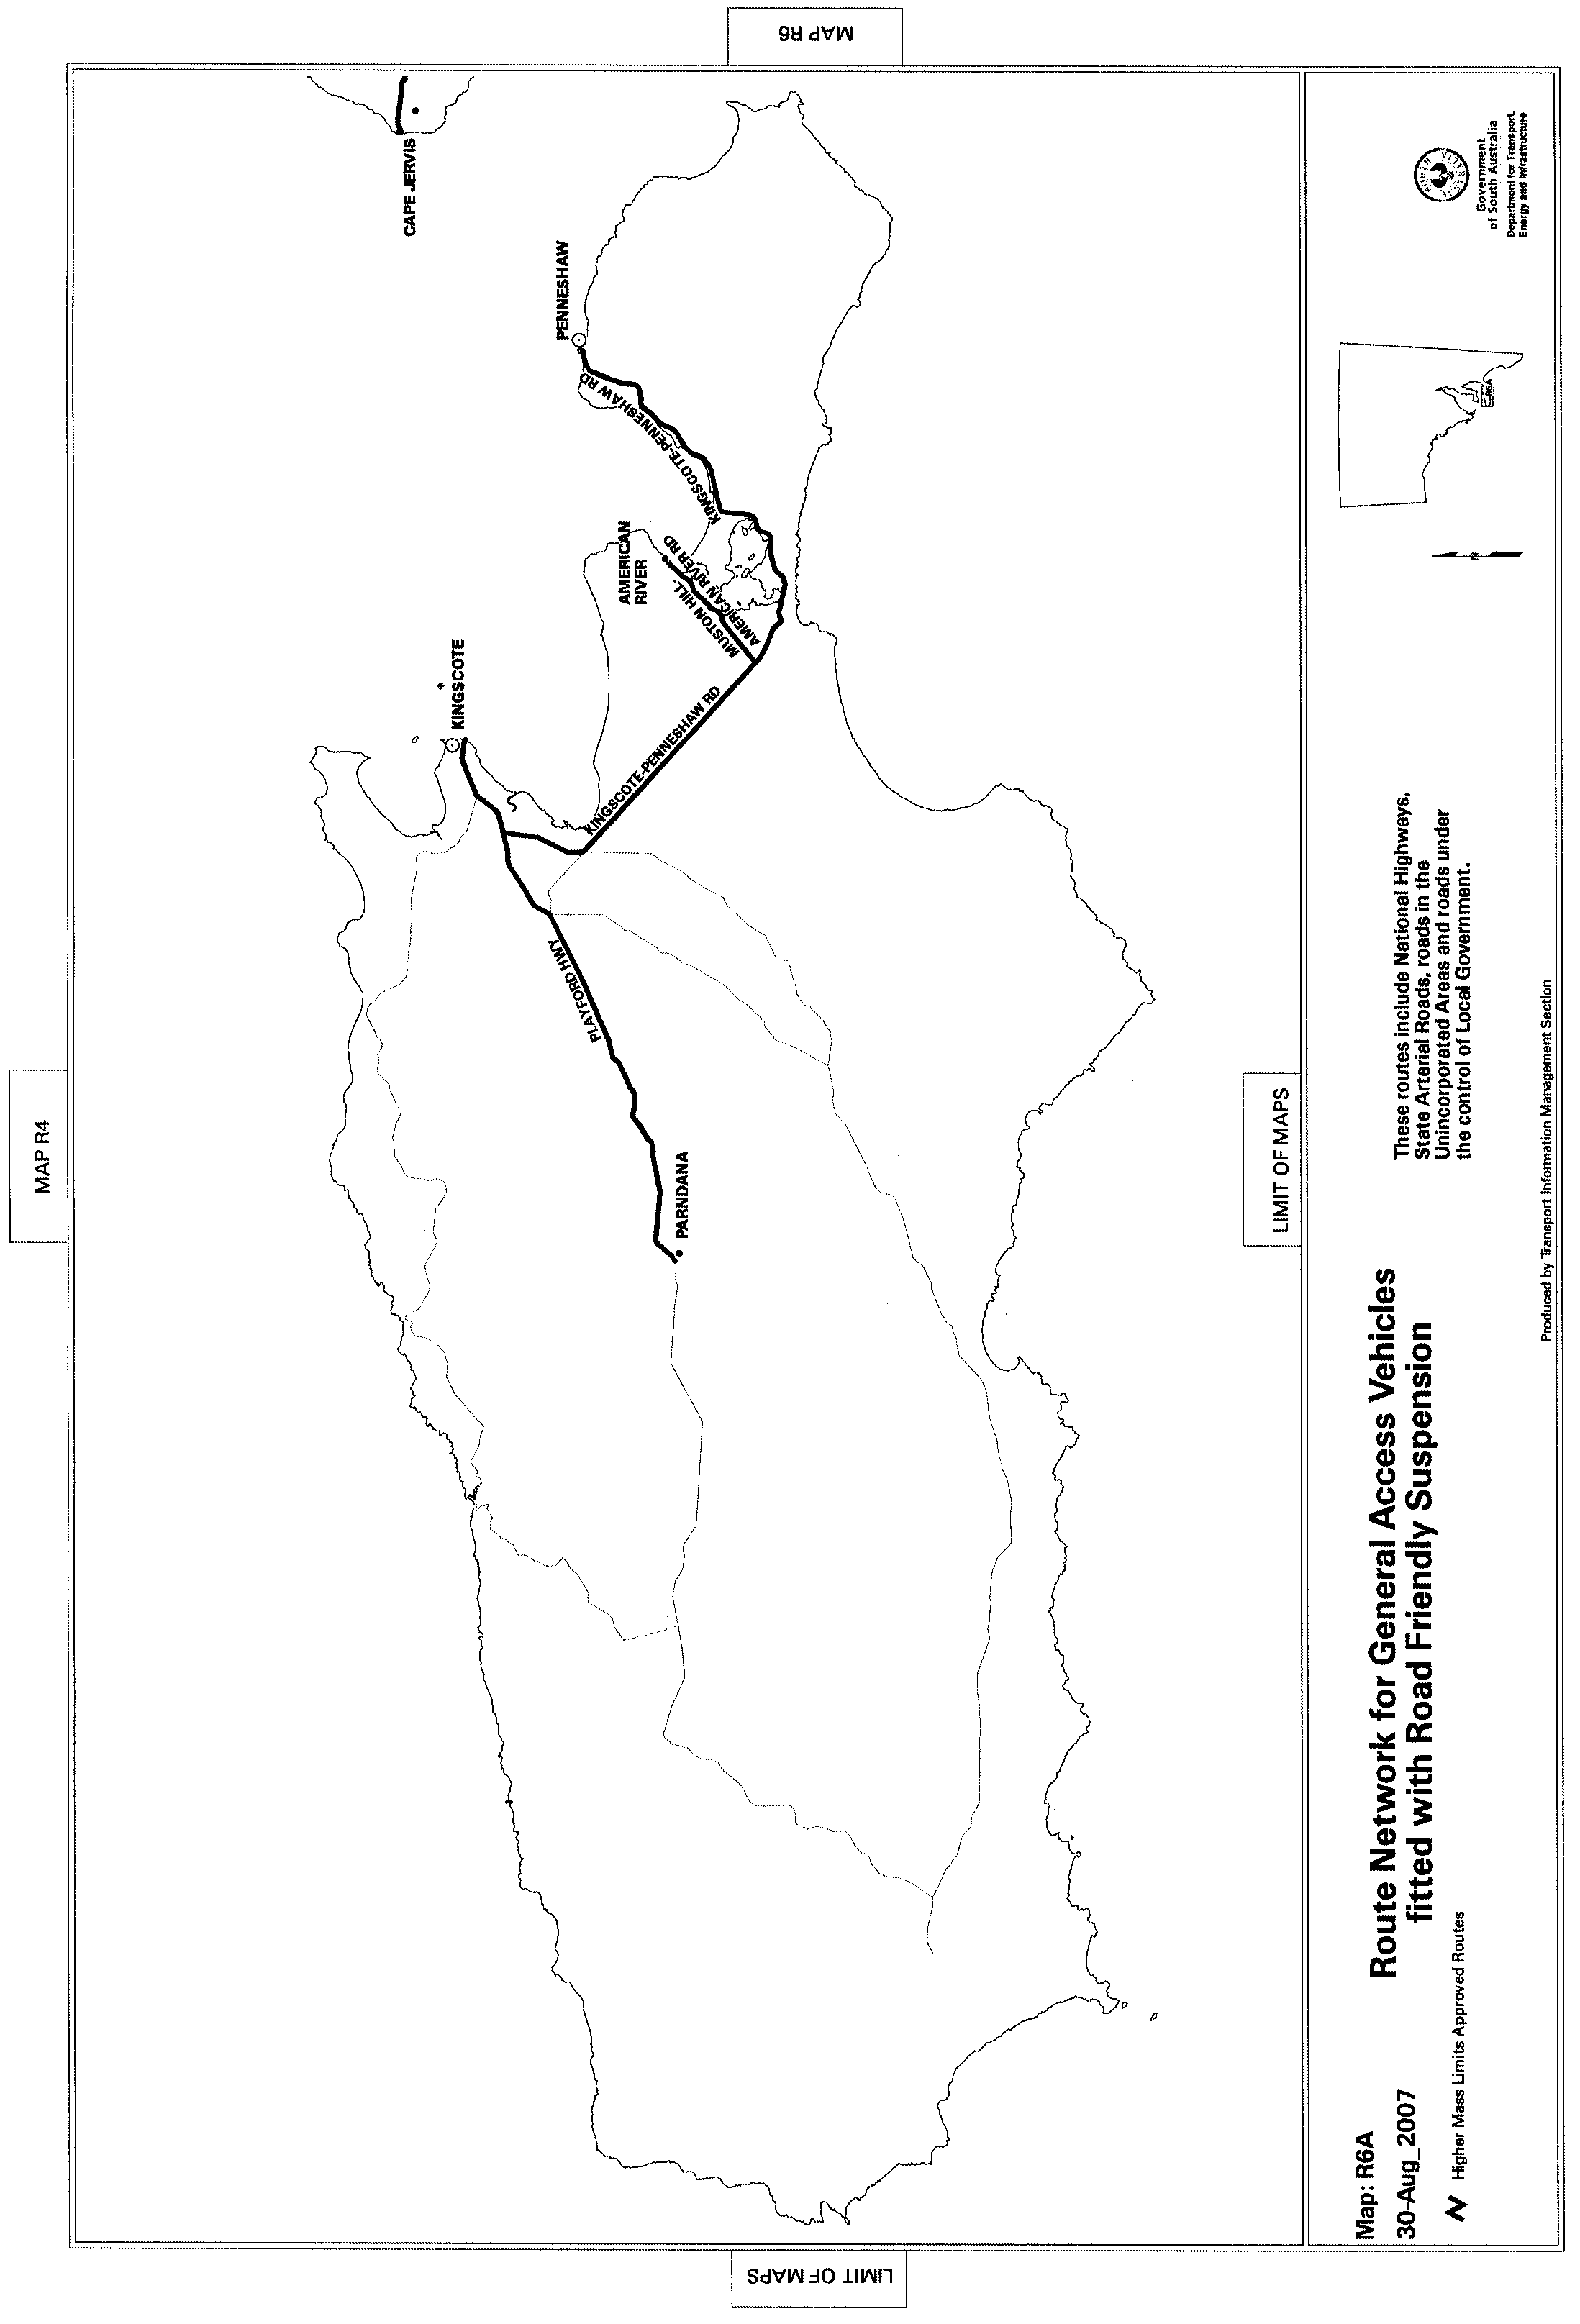 MAP R4
MAP R6
CAPE JERVIS
PENNESHAW
KINGSCOTE-PENNESHAW RD
AMERICAN
RIVER
MUSTON HILL-
AMERICAN RIVER RD
KINGSCOTE
KINGSCOTE-PENNESHAW RD
PLAYFORD HWY
PARNDANA
LIMIT OF MAPS
LIMIT OF MAPS
Map: R6A
30-Aug_2007
Higher Mass Limits Approved Routes
Route Network for General Access Vehicles
fitted with Road Friendly Suspension
These routes include National Highways,
State Arterial Roads, roads in the
Unincorporated Areas and roads under
the control of Local Government.
Produced by Transport Information Management Section
N
R6A
Government
of South Australia
Department for Transport,
Energy and Infrastructure